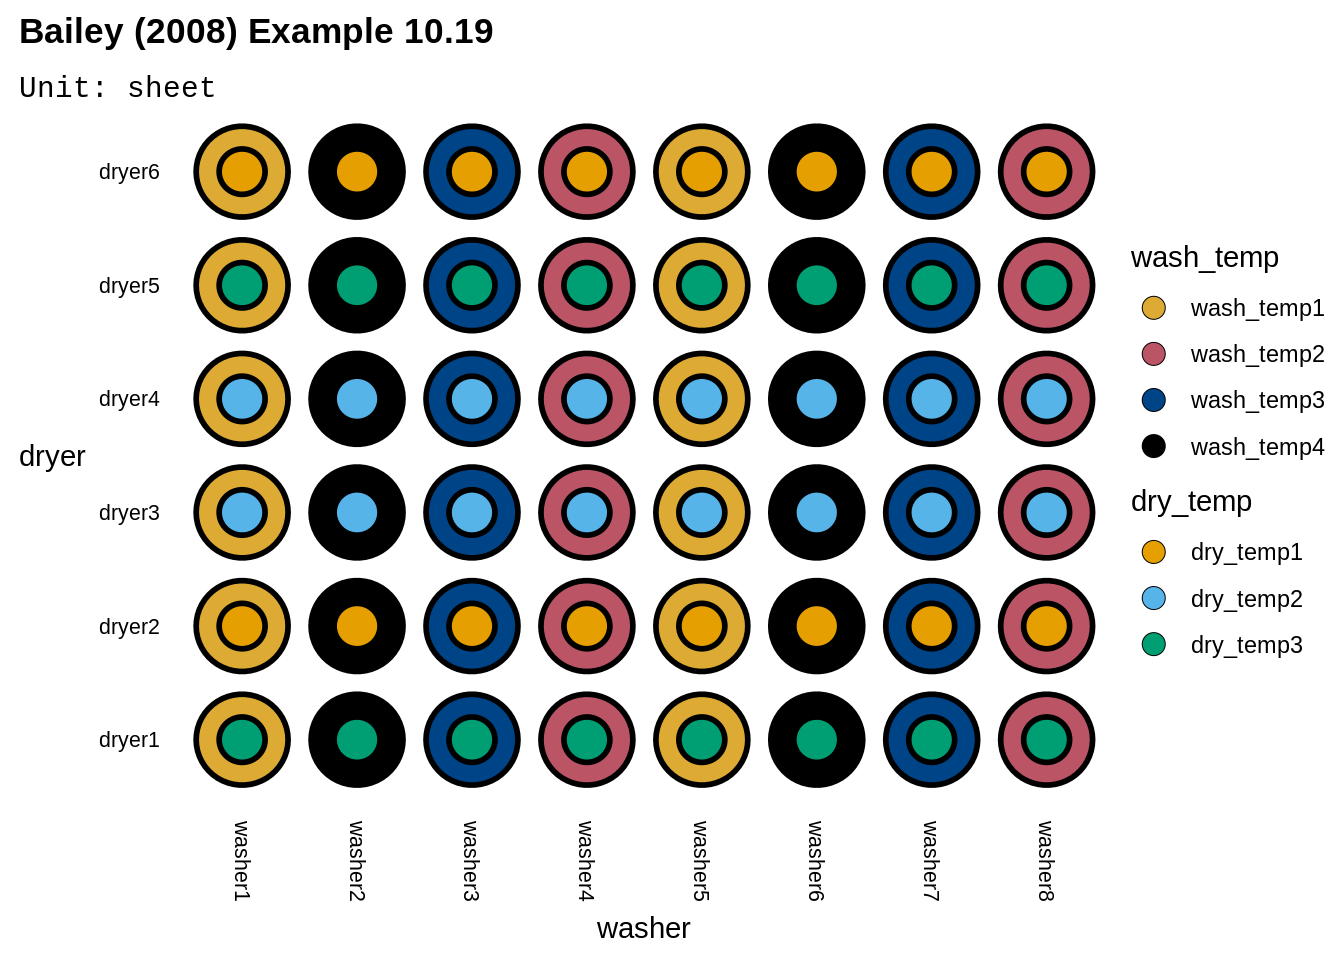 Bailey (2008) Example 10.19
Unit: sheet
dryer6
dryer5
dryer4
dryer3
dryer2
dryer1
dryer
washer1
washer2
washer3
washer4
washer5
washer6
washer7
washer8
washer
wash_temp
wash_temp1
wash_temp2
wash_temp3
wash_temp4
dry_temp
dry_temp1
dry_temp2
dry_temp3